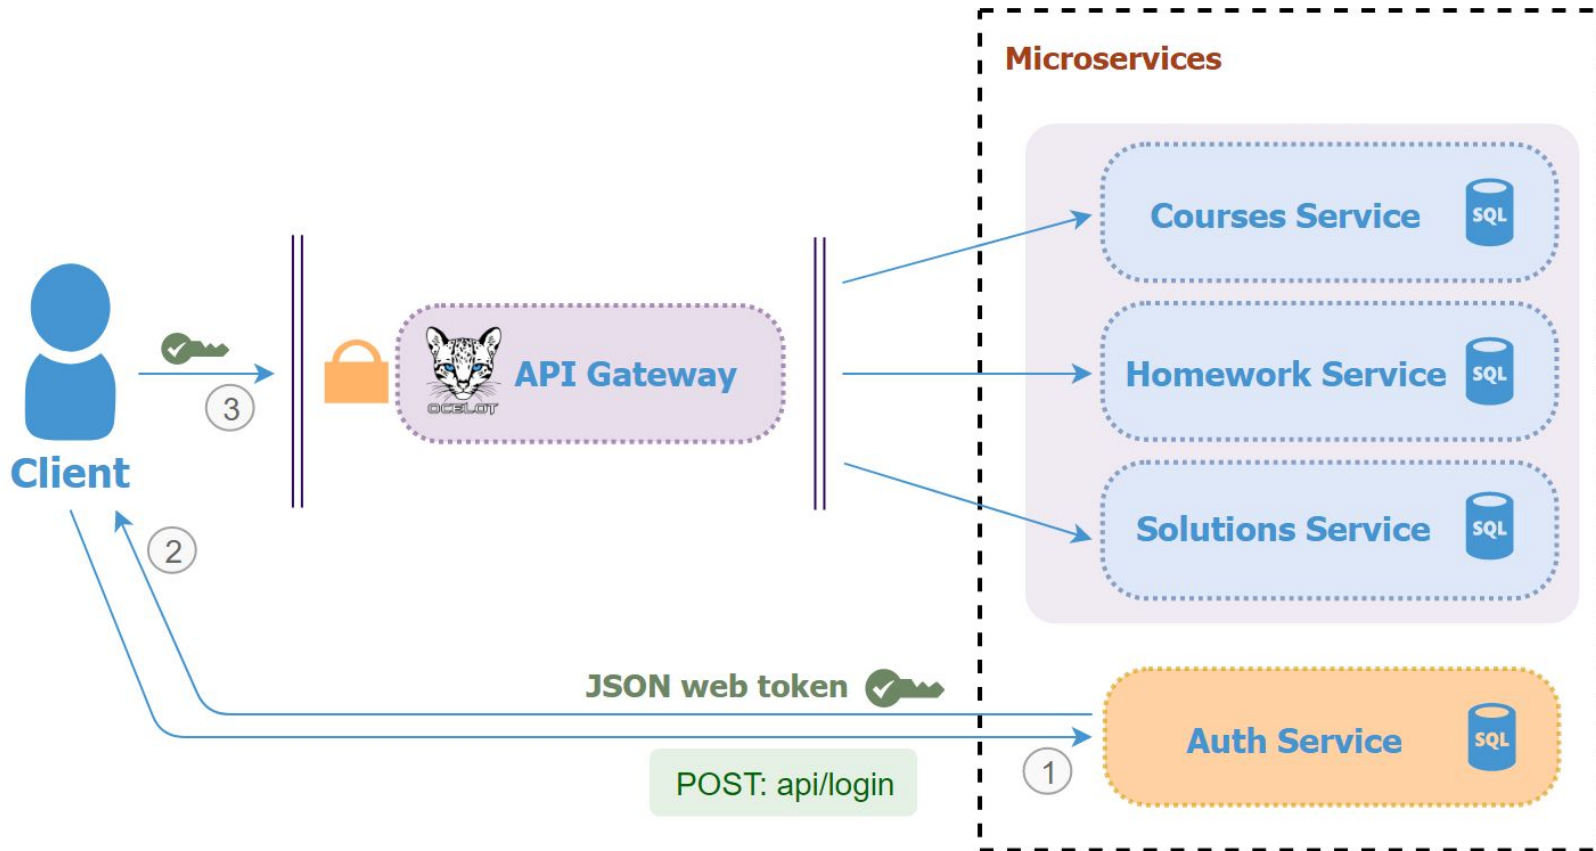 Microservices
Courses Service
SQL
Homework Service
SQL
Solutions Service
SQL
OCELOT
API Gateway
3
Client
2
JSON web token
Auth Service
SQL
1
POST: api/login